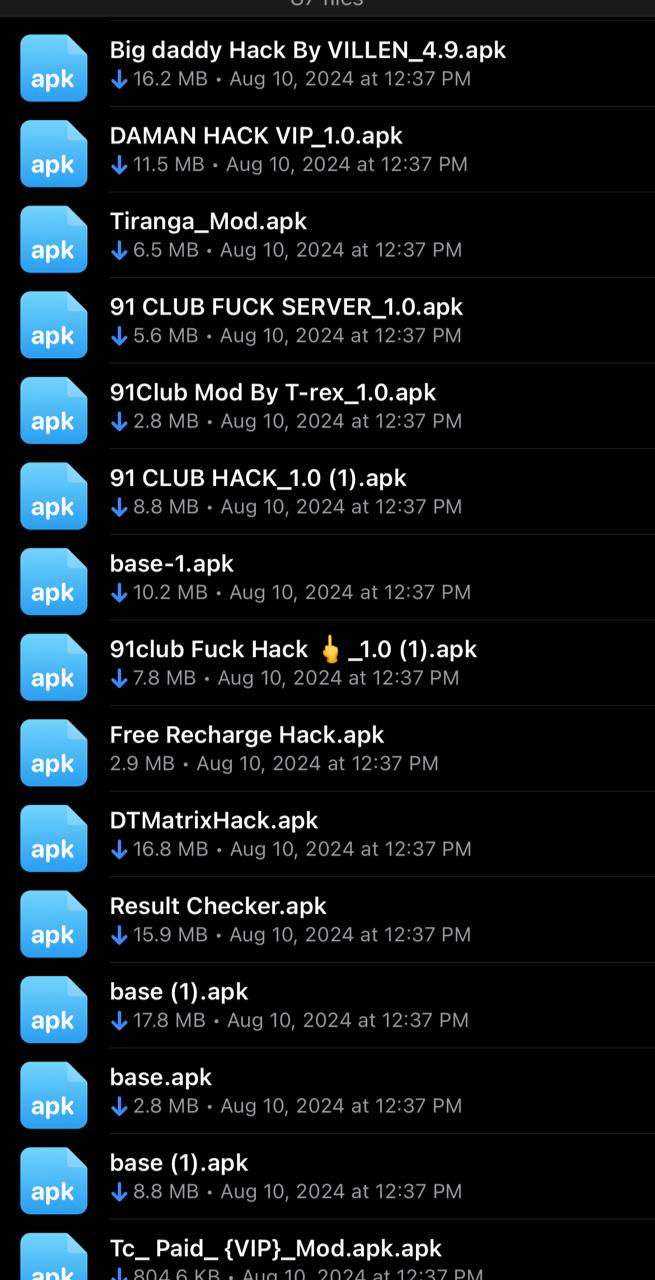 87 files
Big daddy Hack By VILLEN_4.9.apk
16.2 MB • Aug 10, 2024 at 12:37 PM
apk
DAMAN HACK VIP_1.0.apk
11.5 MB • Aug 10, 2024 at 12:37 PM
apk
Tiranga_Mod.apk
6.5 MB • Aug 10, 2024 at 12:37 PM
apk
91 CLUB FUCK SERVER_1.0.apk
5.6 MB • Aug 10, 2024 at 12:37 PM
apk
91Club Mod By T-rex_1.0.apk
2.8 MB • Aug 10, 2024 at 12:37 PM
apk
91 CLUB HACK_1.0 (1).apk
8.8 MB • Aug 10, 2024 at 12:37 PM
apk
base-1.apk
10.2 MB • Aug 10, 2024 at 12:37 PM
apk
91club Fuck Hack 🖕_1.0 (1).apk
7.8 MB • Aug 10, 2024 at 12:37 PM
apk
Free Recharge Hack.apk
2.9 MB • Aug 10, 2024 at 12:37 PM
apk
DTMatrixHack.apk
16.8 MB • Aug 10, 2024 at 12:37 PM
apk
Result Checker.apk
15.9 MB • Aug 10, 2024 at 12:37 PM
apk
base (1).apk
17.8 MB • Aug 10, 2024 at 12:37 PM
apk
base.apk
2.8 MB • Aug 10, 2024 at 12:37 PM
apk
base (1).apk
8.8 MB • Aug 10, 2024 at 12:37 PM
apk
Tc_ Paid_ {VIP}_Mod.apk.apk
804.6 KB • Aug 10, 2024 at 12:37 PM
apk